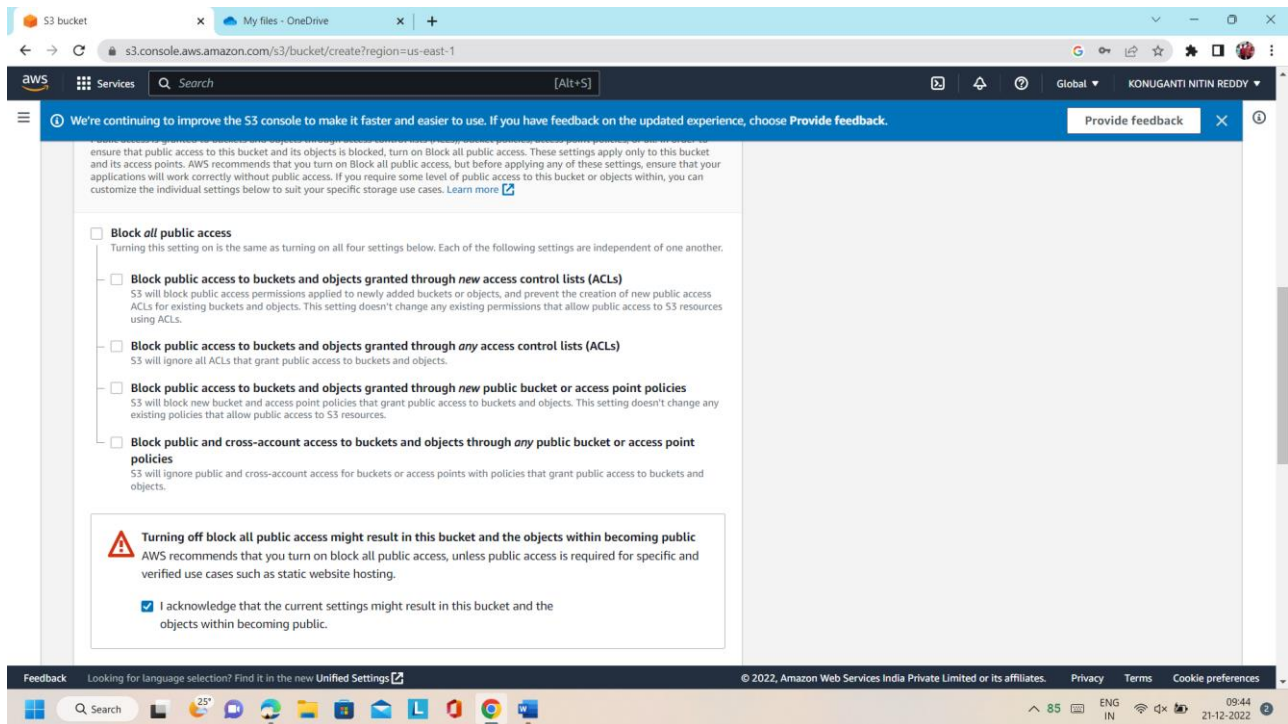 S3 bucket
My files - OneDrive
s3.console.aws.amazon.com/s3/bucket/create?region=us-east-1
aws
Services
Search
[Alt+S]
Global
KONUGANTI NITIN REDDY
We're continuing to improve the S3 console to make it faster and easier to use. If you have feedback on the updated experience, choose Provide feedback.
Provide feedback
ensure that public access to this bucket and its objects is blocked, turn on Block all public access. These settings apply only to this bucket
and its access points. AWS recommends that you turn on Block all public access, but before applying any of these settings, ensure that your
applications will work correctly without public access. If you require some level of public access to this bucket or objects within, you can
customize the individual settings below to suit your specific storage use cases. Learn more
Block all public access
Turning this setting on is the same as turning on all four settings below. Each of the following settings are independent of one another.
Block public access to buckets and objects granted through new access control lists (ACLs)
S3 will block public access permissions applied to newly added buckets or objects, and prevent the creation of new public access
ACLs for existing buckets and objects. This setting doesn't change any existing permissions that allow public access to S3 resources
using ACLs.
Block public access to buckets and objects granted through any access control lists (ACLs)
S3 will ignore all ACLs that grant public access to buckets and objects.
Block public access to buckets and objects granted through new public bucket or access point policies
S3 will block new bucket and access point policies that grant public access to buckets and objects. This setting doesn't change any
existing policies that allow public access to S3 resources.
Block public and cross-account access to buckets and objects through any public bucket or access point
policies
S3 will ignore public and cross-account access for buckets or access points with policies that grant public access to buckets and
objects.
Turning off block all public access might result in this bucket and the objects within becoming public
AWS recommends that you turn on block all public access, unless public access is required for specific and
verified use cases such as static website hosting.
I acknowledge that the current settings might result in this bucket and the
objects within becoming public.
Feedback
Looking for language selection? Find it in the new Unified Settings
© 2022, Amazon Web Services India Private Limited or its affiliates.
Privacy
Terms
Cookie preferences
Search
25°
85
ENG
IN
09:44
21-12-2022
2